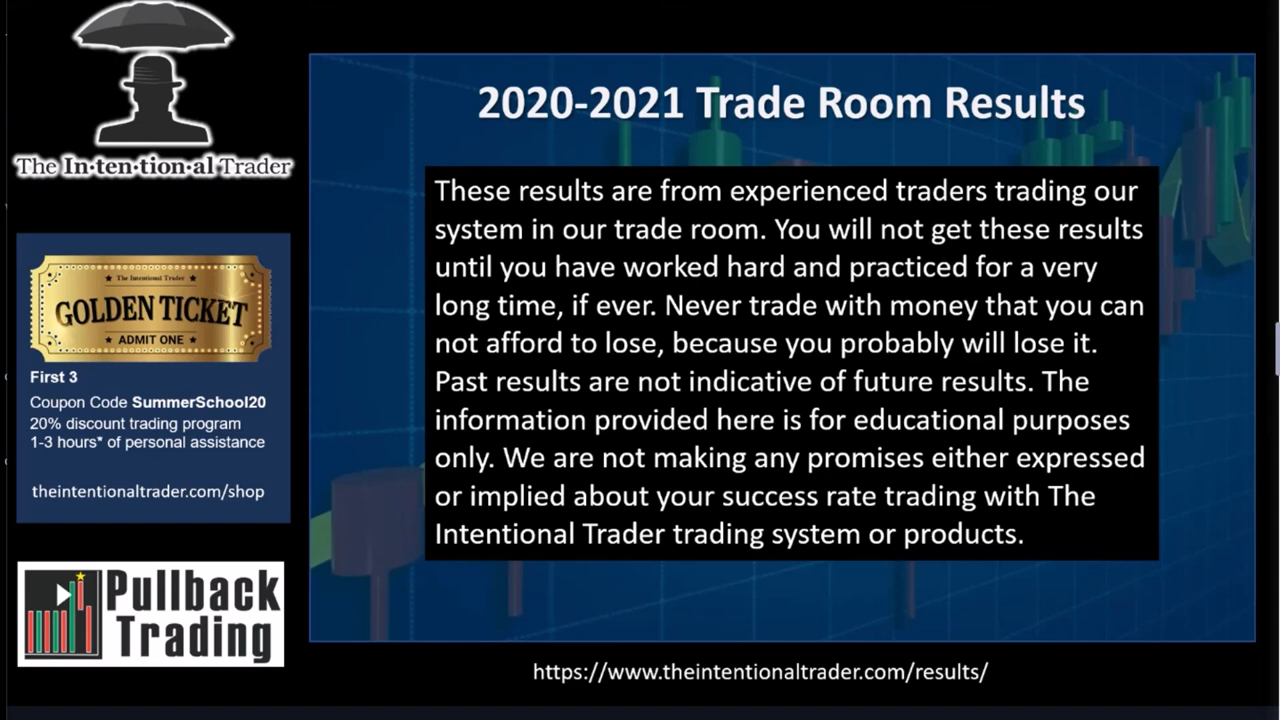 The In·ten·tion·al Trader
★ The Intentional Trader ★
GOLDEN TICKET
★ ADMIT ONE ★
First 3
Coupon Code SummerSchool20
20% discount trading program
1-3 hours* of personal assistance
theintentionaltrader.com/shop
Pullback
Trading
2020-2021 Trade Room Results
These results are from experienced traders trading our
system in our trade room. You will not get these results
until you have worked hard and practiced for a very
long time, if ever. Never trade with money that you can
not afford to lose, because you probably will lose it.
Past results are not indicative of future results. The
information provided here is for educational purposes
only. We are not making any promises either expressed
or implied about your success rate trading with The
Intentional Trader trading system or products.
https://www.theintentionaltrader.com/results/